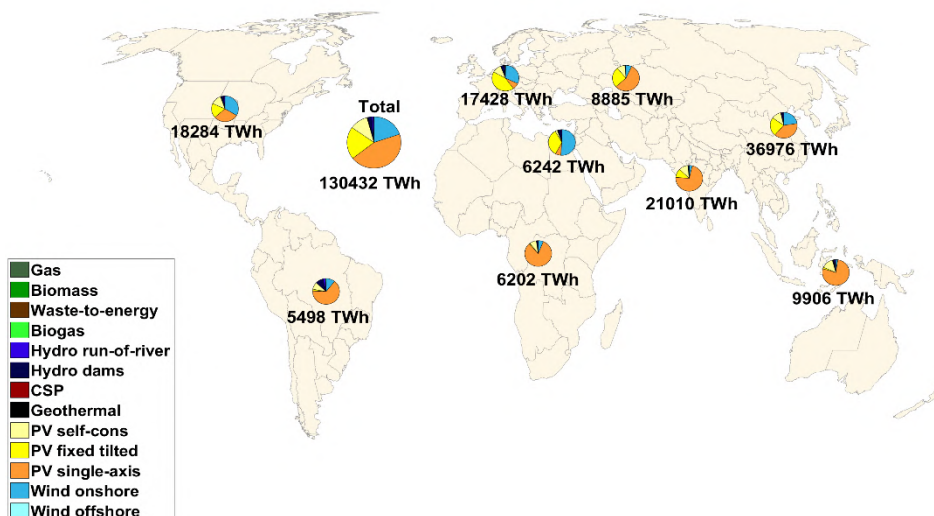 Total
17428 TWh
8885 TWh
18284 TWh
36976 TWh
6242 TWh
130432 TWh
21010 TWh
6202 TWh
9906 TWh
5498 TWh
Gas
Biomass
Waste-to-energy
Biogas
Hydro run-of-river
Hydro dams
CSP
Geothermal
PV self-cons
PV fixed tilted
PV single-axis
Wind onshore
Wind offshore